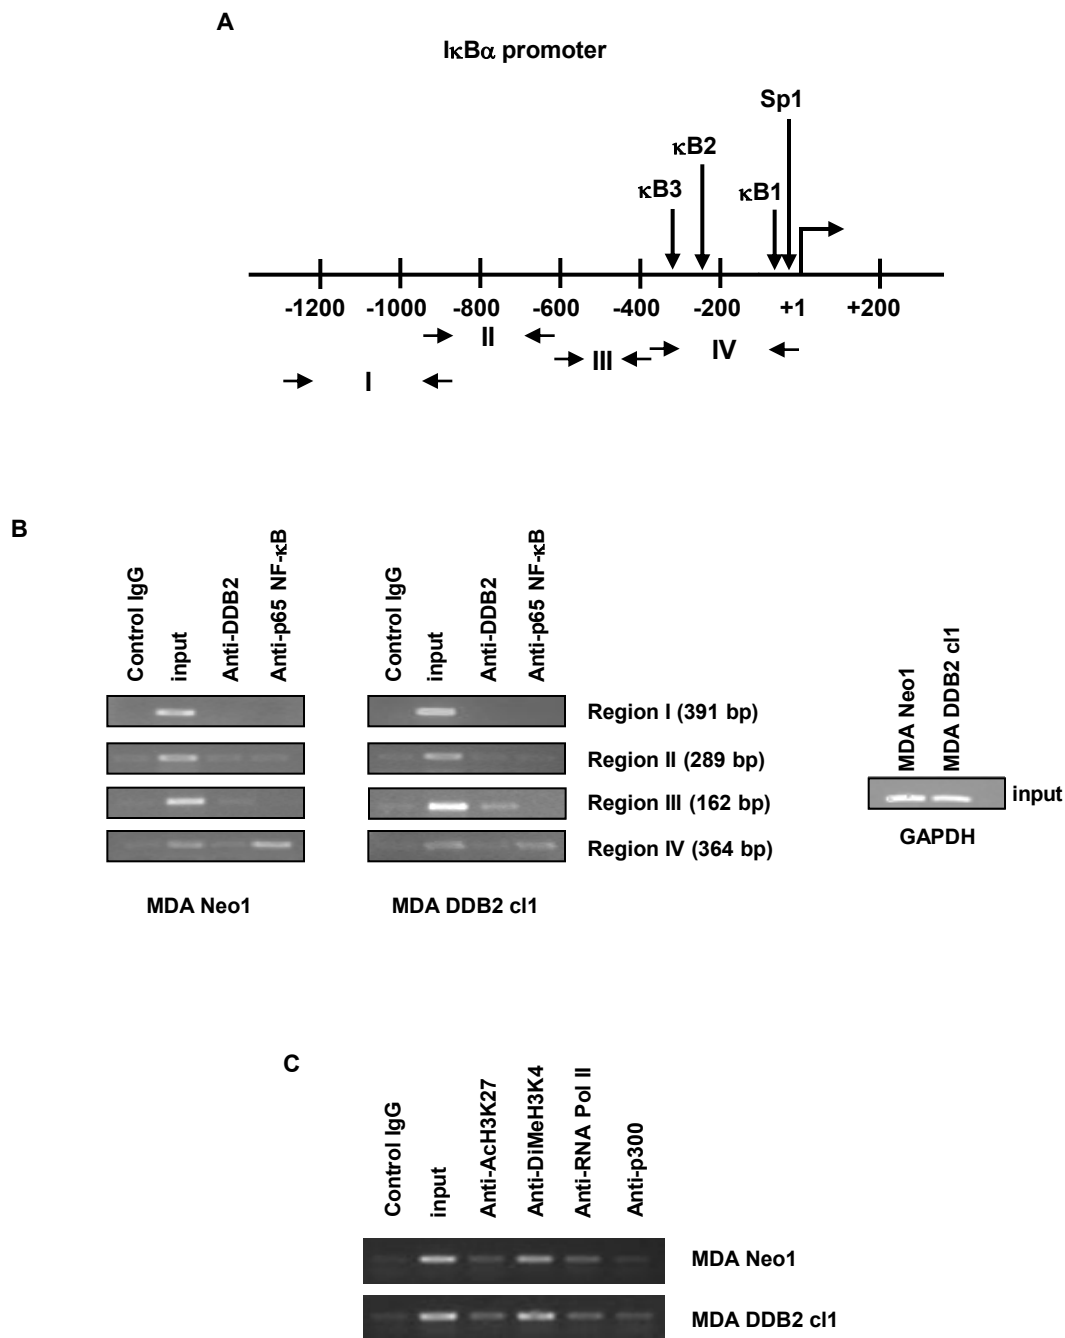 A
IκBα promoter
Sp1
κB2
κB3
κB1
-1200 -1000 -800 -600 -400 -200 +1 +200
II
III
IV
I
B
Control IgG
input
Anti-DDB2
Anti-p65 NF-κB
Control IgG
input
Anti-DDB2
Anti-p65 NF-κB
MDA Neo1
MDA DDB2 cl1
Region I (391 bp)
Region II (289 bp)
Region III (162 bp)
Region IV (364 bp)
input
GAPDH
MDA Neo1
MDA DDB2 cl1
C
Control IgG
input
Anti-AcH3K27
Anti-DiMeH3K4
Anti-RNA Pol II
Anti-p300
MDA Neo1
MDA DDB2 cl1